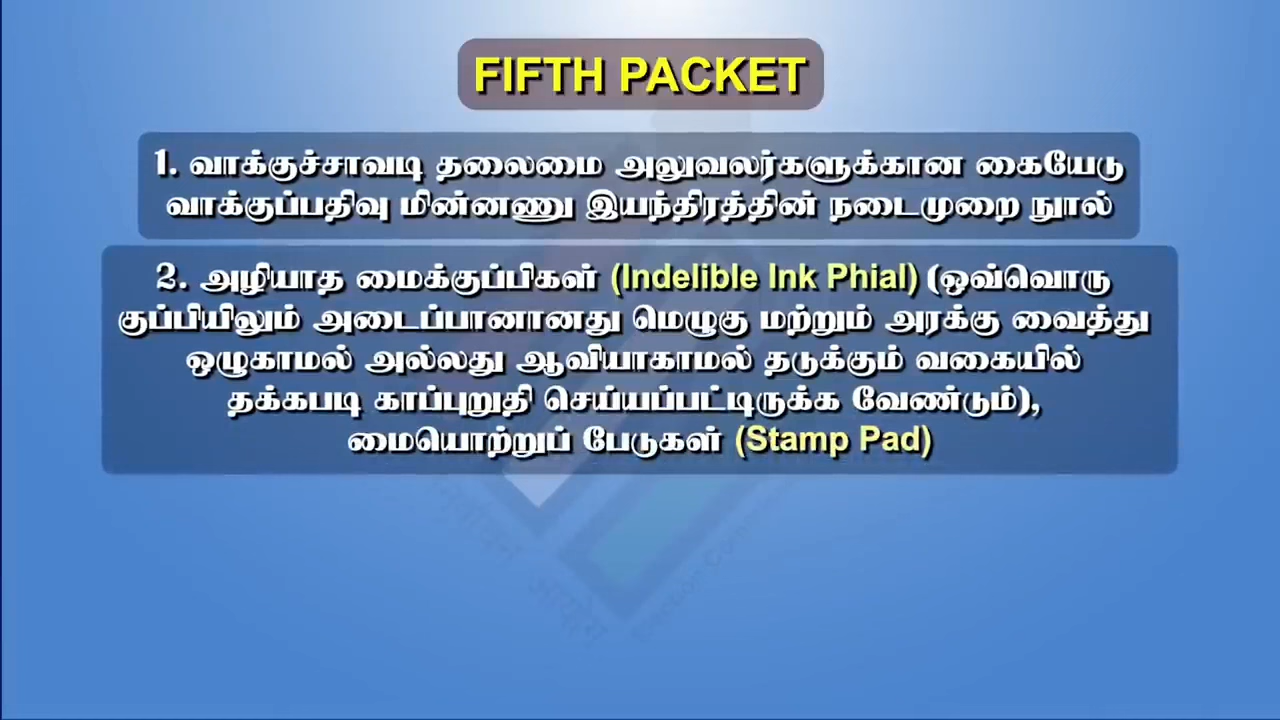 FIFTH PACKET
1. வாக்குச்சாவடி தலைமை அலுவலர்களுக்கான கையேடு
வாக்குப்பதிவு மின்னணு இயந்திரத்தின் நடைமுறை நூல்
2. அழியாத மைக்குப்பிகள் (Indelible Ink Phial) (ஒவ்வொரு
குப்பியிலும் அடைப்பானானது மெழுகு மற்றும் அரக்கு வைத்து
ஒழுகாமல் அல்லது ஆவியாகாமல் தடுக்கும் வகையில்
தக்கபடி காப்புறுதி செய்யப்பட்டிருக்க வேண்டும்),
மையொற்றுப் பேடுகள் (Stamp Pad)